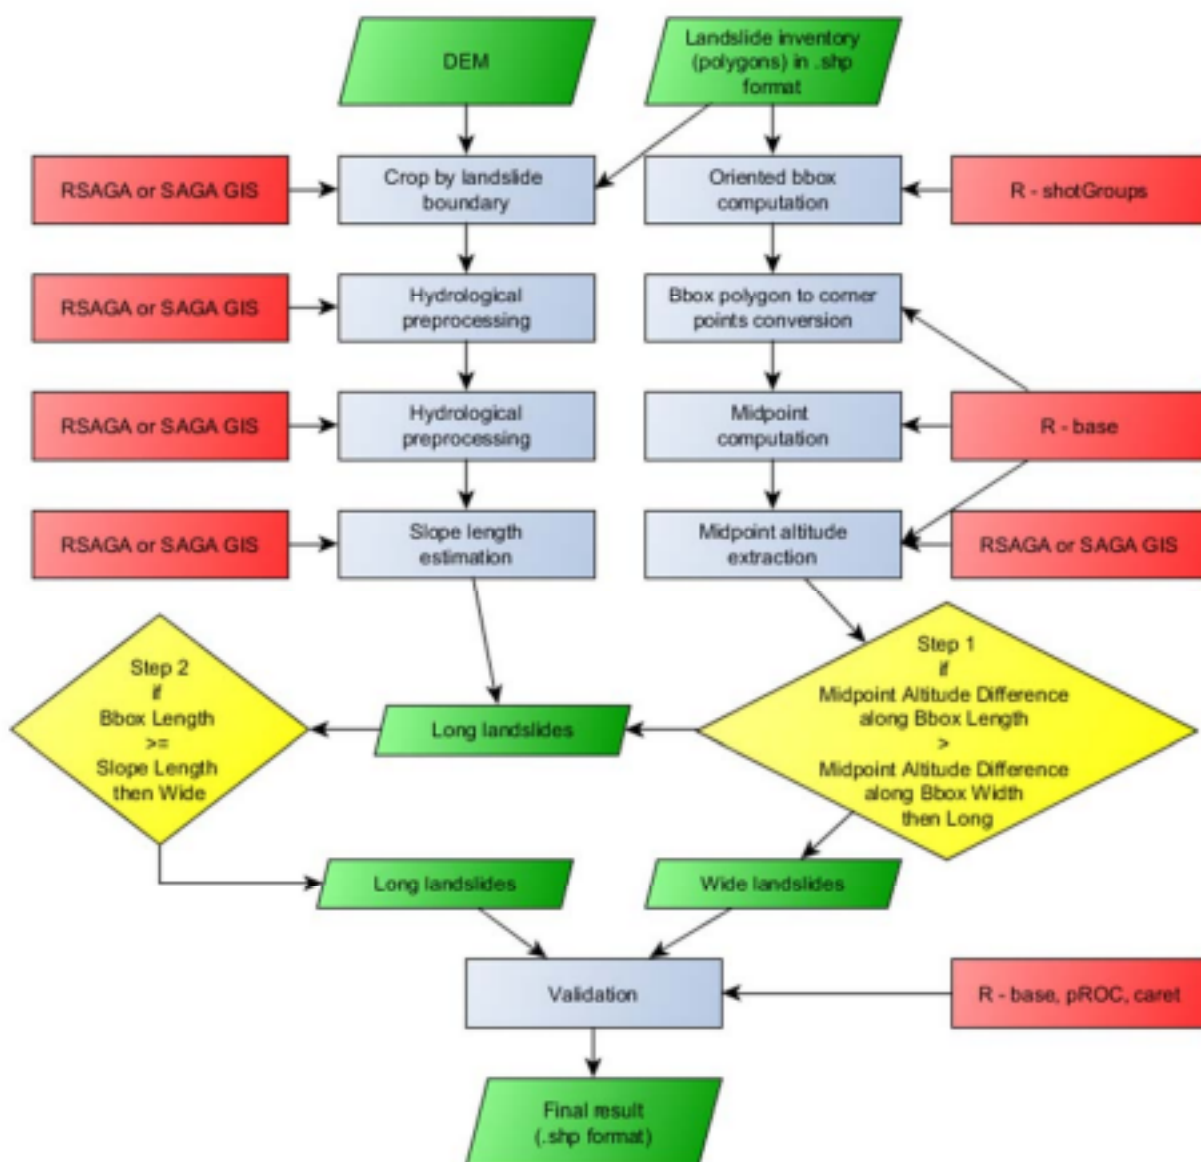 DEM
Landslide inventory
(polygons) in .shp
format
RSAGA or SAGA GIS
Crop by landslide
boundary
Oriented bbox
computation
R - shotGroups
RSAGA or SAGA GIS
Hydrological
preprocessing
Bbox polygon to corner
points conversion
RSAGA or SAGA GIS
Hydrological
preprocessing
Midpoint
computation
R - base
RSAGA or SAGA GIS
Slope length
estimation
Midpoint altitude
extraction
RSAGA or SAGA GIS
Step 2
if
Bbox Length
>=
Slope Length
then Wide
Long landslides
Step 1
if
Midpoint Altitude Difference
along Bbox Length
>
Midpoint Altitude Difference
along Bbox Width
then Long
Long landslides
Wide landslides
Validation
R - base, pROC, caret
Final result
(.shp format)